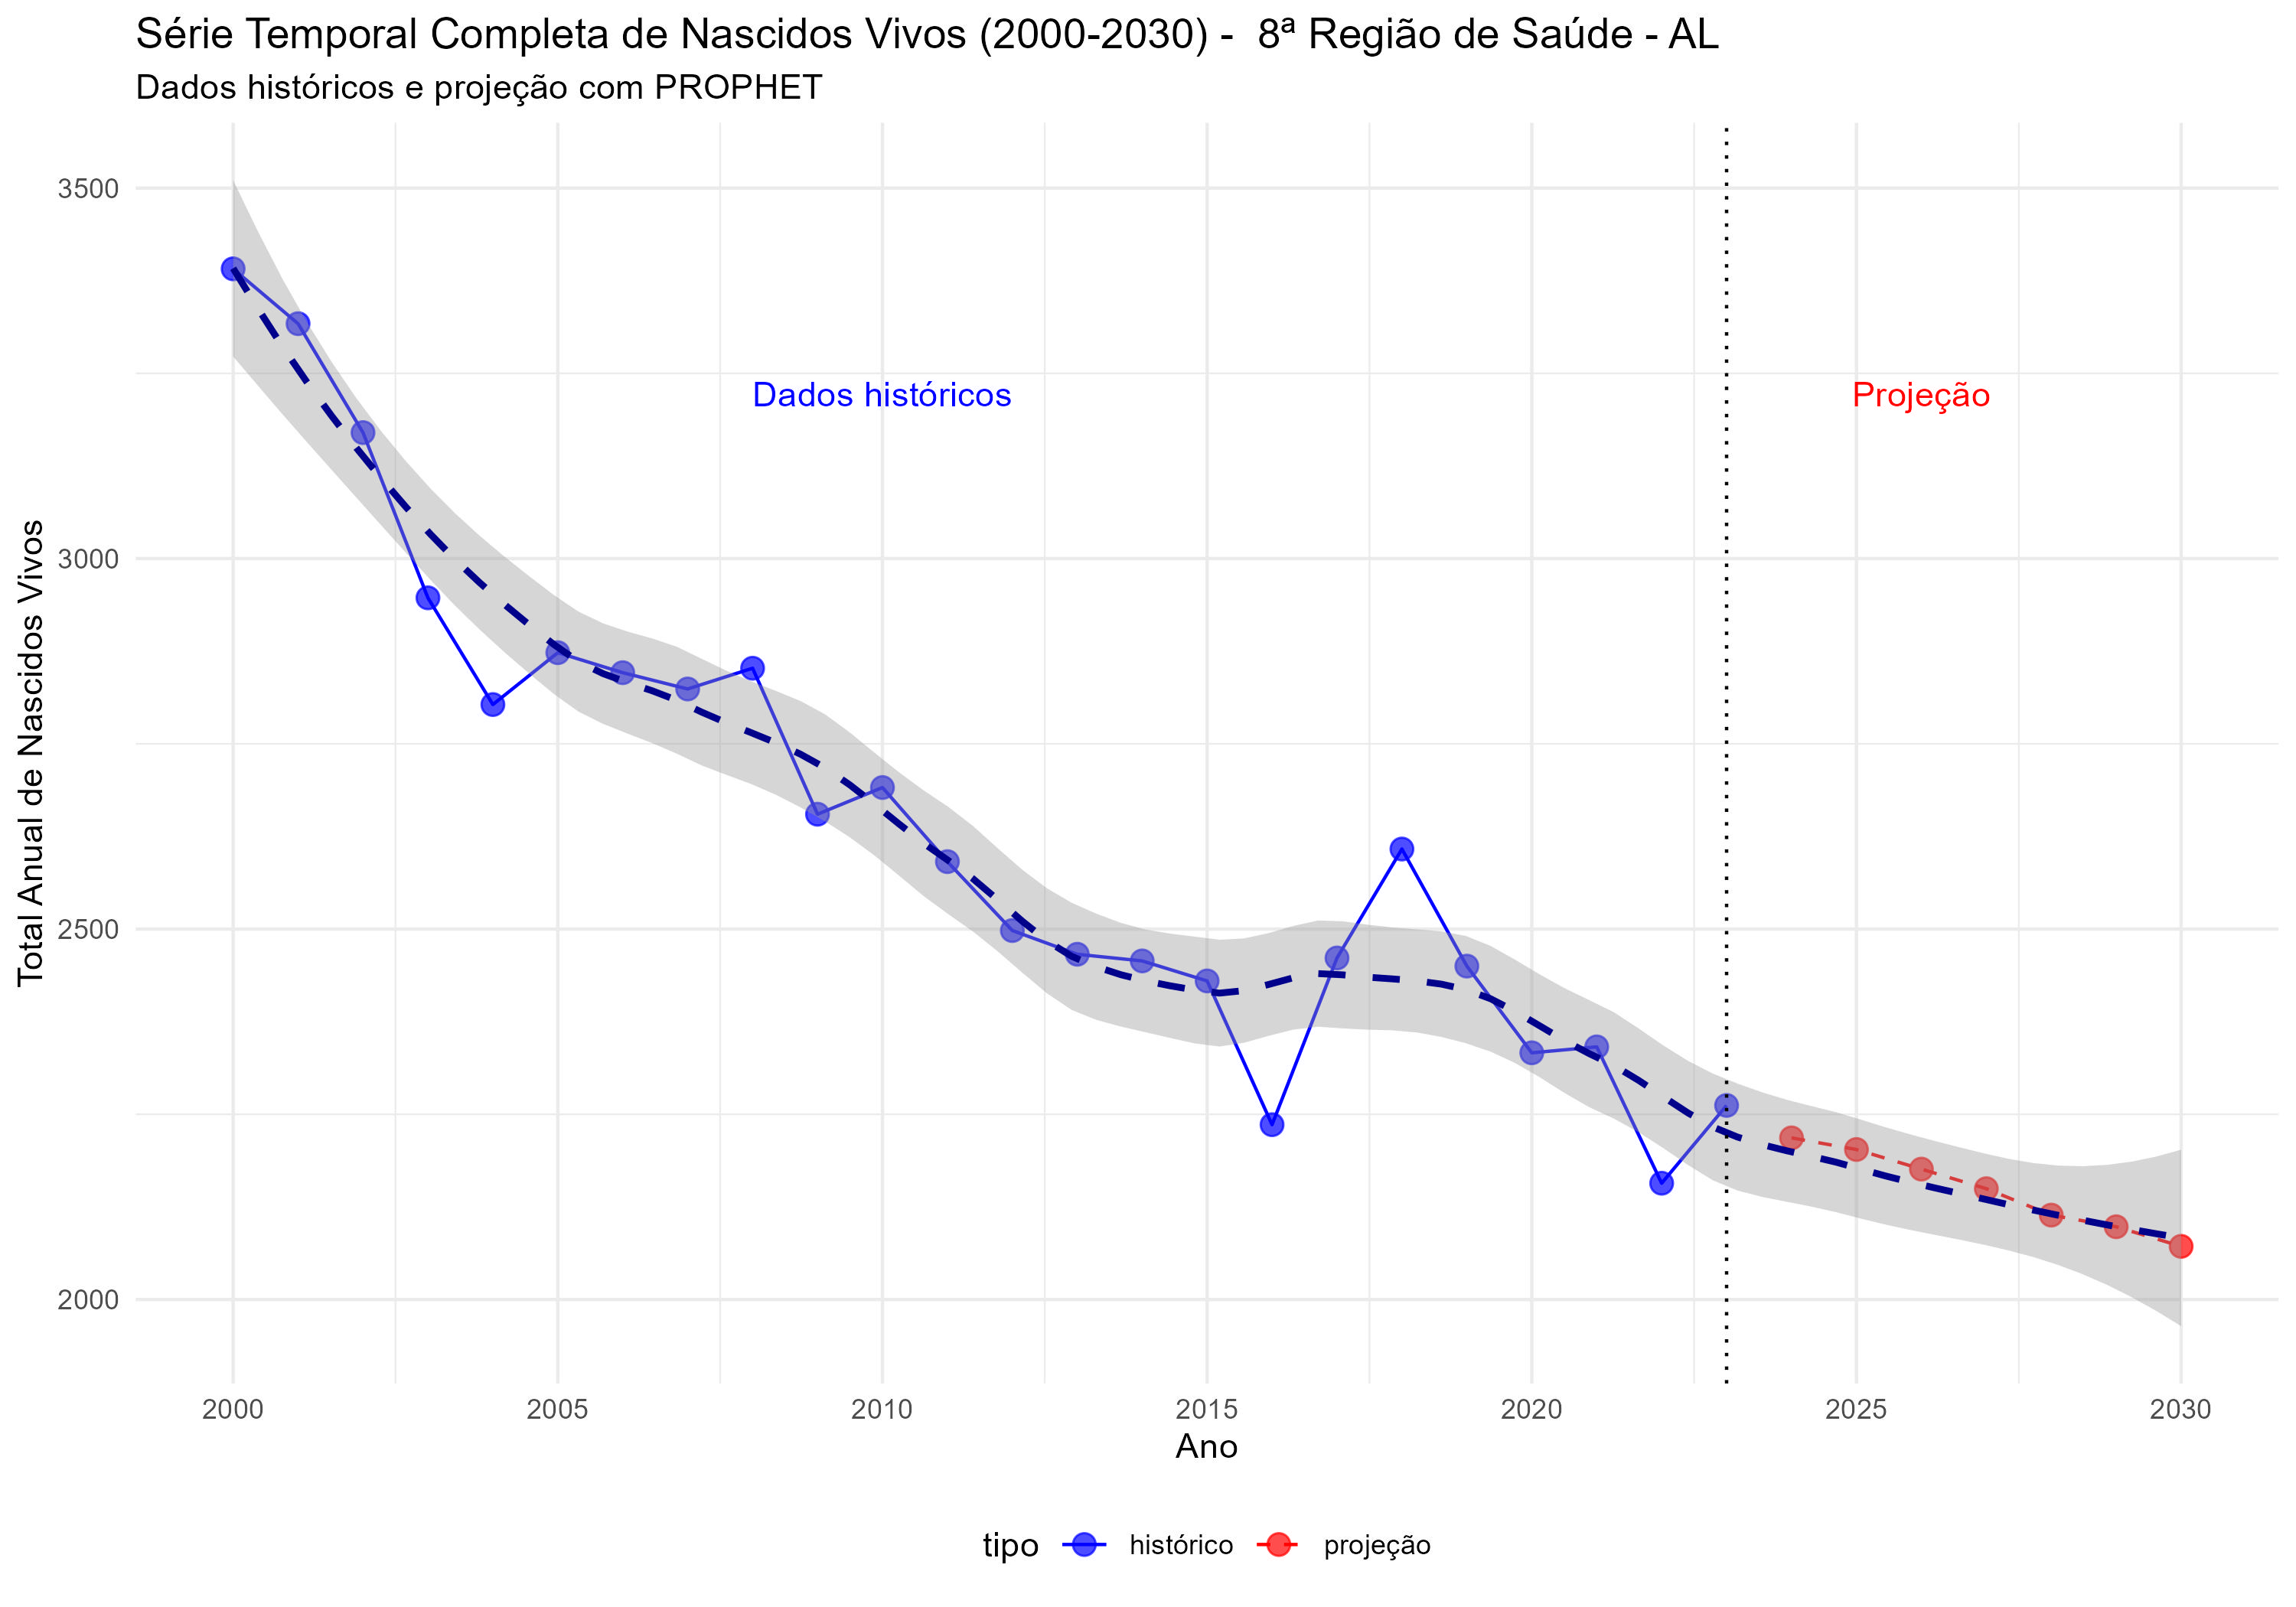 Série Temporal Completa de Nascidos Vivos (2000-2030) -  8ª Região de Saúde - AL
Dados históricos e projeção com PROPHET
Total Anual de Nascidos Vivos
3500
3000
2500
2000
Dados históricos
Projeção
2000
2005
2010
2015
2020
2025
2030
Ano
tipo
histórico
projeção